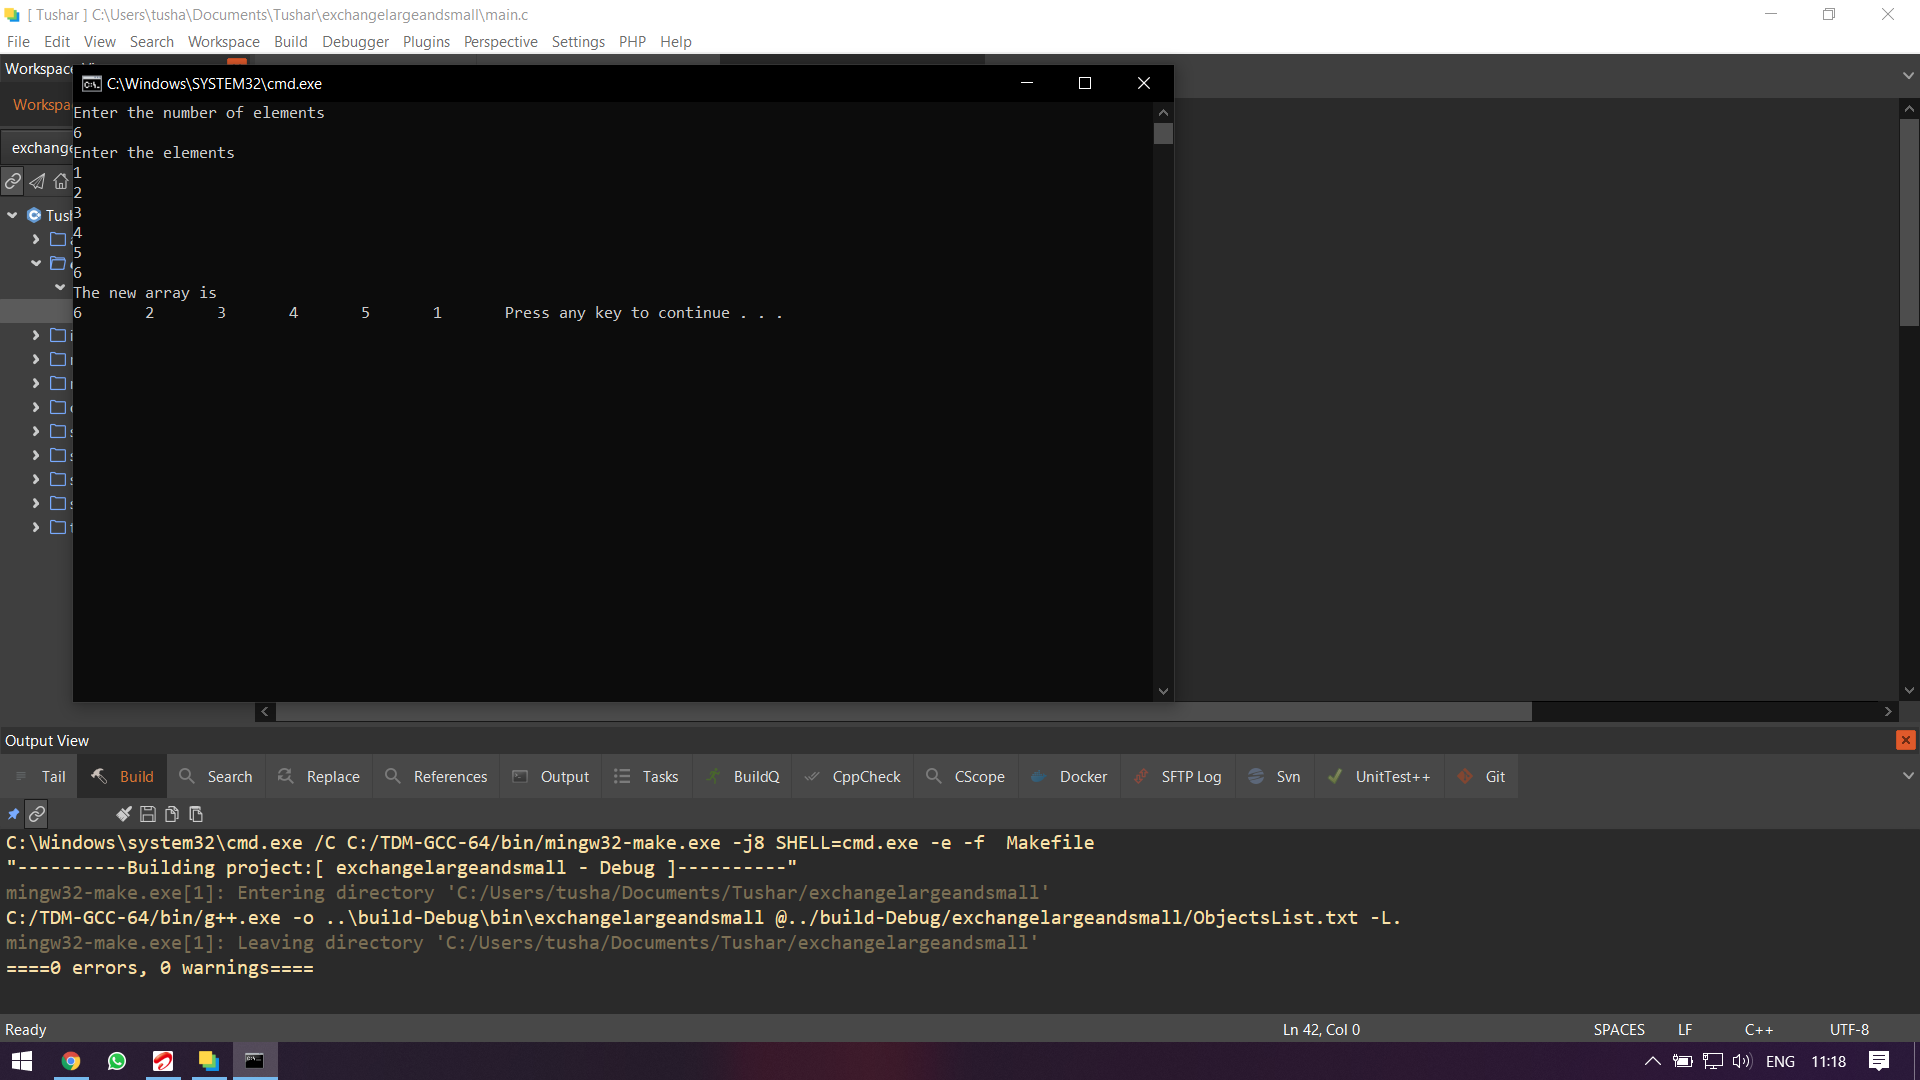 [ Tushar ] C:\Users\tusha\Documents\Tushar\exchangelargeandsmall\main.c
File Edit View Search Workspace Build Debugger Plugins Perspective Settings PHP Help
Workspace
C:\Windows\SYSTEM32\cmd.exe
Enter the number of elements
6
Enter the elements
1
2
3
4
5
6
The new array is
6 2 3 4 5 1 Press any key to continue . . .
Output View
Tail Build Search Replace References Output Tasks BuildQ CppCheck CScope Docker SFTP Log Svn UnitTest++ Git
C:\Windows\system32\cmd.exe /C C:/TDM-GCC-64/bin/mingw32-make.exe -j8 SHELL=cmd.exe -e -f  Makefile
"----------Building project:[ exchangelargeandsmall - Debug ]----------"
mingw32-make.exe[1]: Entering directory 'C:/Users/tusha/Documents/Tushar/exchangelargeandsmall'
C:/TDM-GCC-64/bin/g++.exe -o ..\build-Debug\bin\exchangelargeandsmall @../build-Debug/exchangelargeandsmall/ObjectsList.txt -L.
mingw32-make.exe[1]: Leaving directory 'C:/Users/tusha/Documents/Tushar/exchangelargeandsmall'
====0 errors, 0 warnings====
Ready Ln 42, Col 0 SPACES LF C++ UTF-8
ENG 11:18